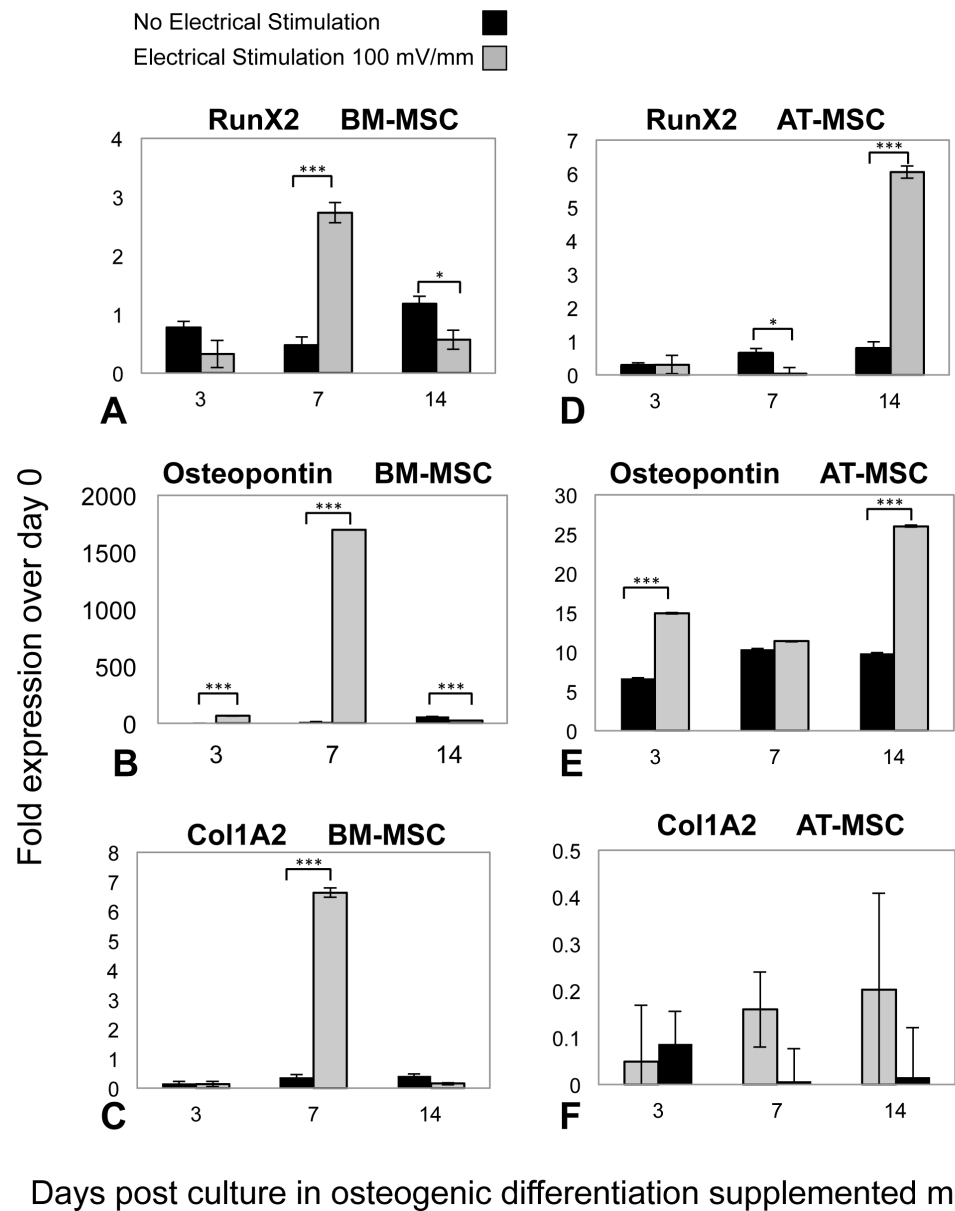 No Electrical Stimulation
Electrical Stimulation 100 mV/mm
Fold expression over day 0
RunX2 BM-MSC
4
3
2
1
0
***
*
3 7 14
A
RunX2 AT-MSC
7
6
5
4
3
2
1
0
*
***
3 7 14
D
Osteopontin BM-MSC
2000
1500
1000
500
0
***
***
***
3 7 14
B
Osteopontin AT-MSC
30
25
20
15
10
5
0
***
***
3 7 14
E
Col1A2 BM-MSC
8
7
6
5
4
3
2
1
0
***
3 7 14
C
Col1A2 AT-MSC
0.5
0.4
0.3
0.2
0.1
0
3 7 14
F
Days post culture in osteogenic differentiation supplemented m